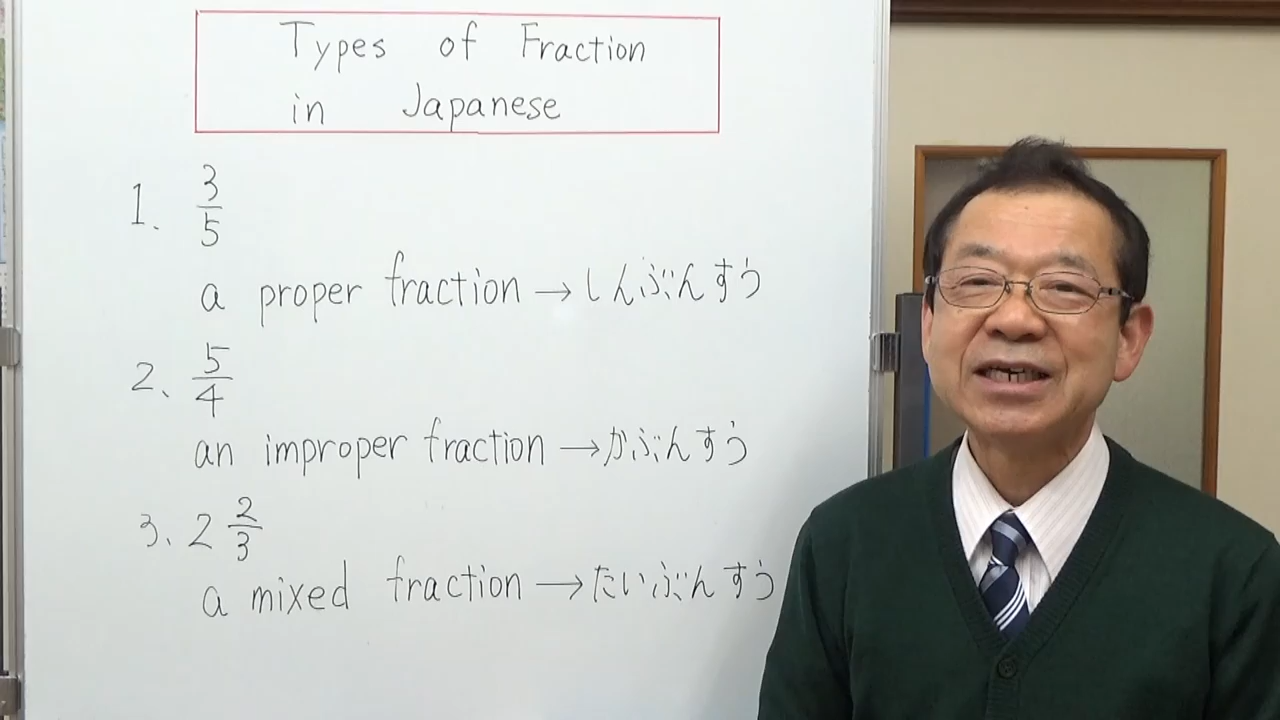 Types of Fraction
in Japanese
1. 3/5
a proper fraction → しんぶんすう
2. 5/4
an improper fraction → かぶんすう
3. 2 2/3
a mixed fraction → たいぶんすう